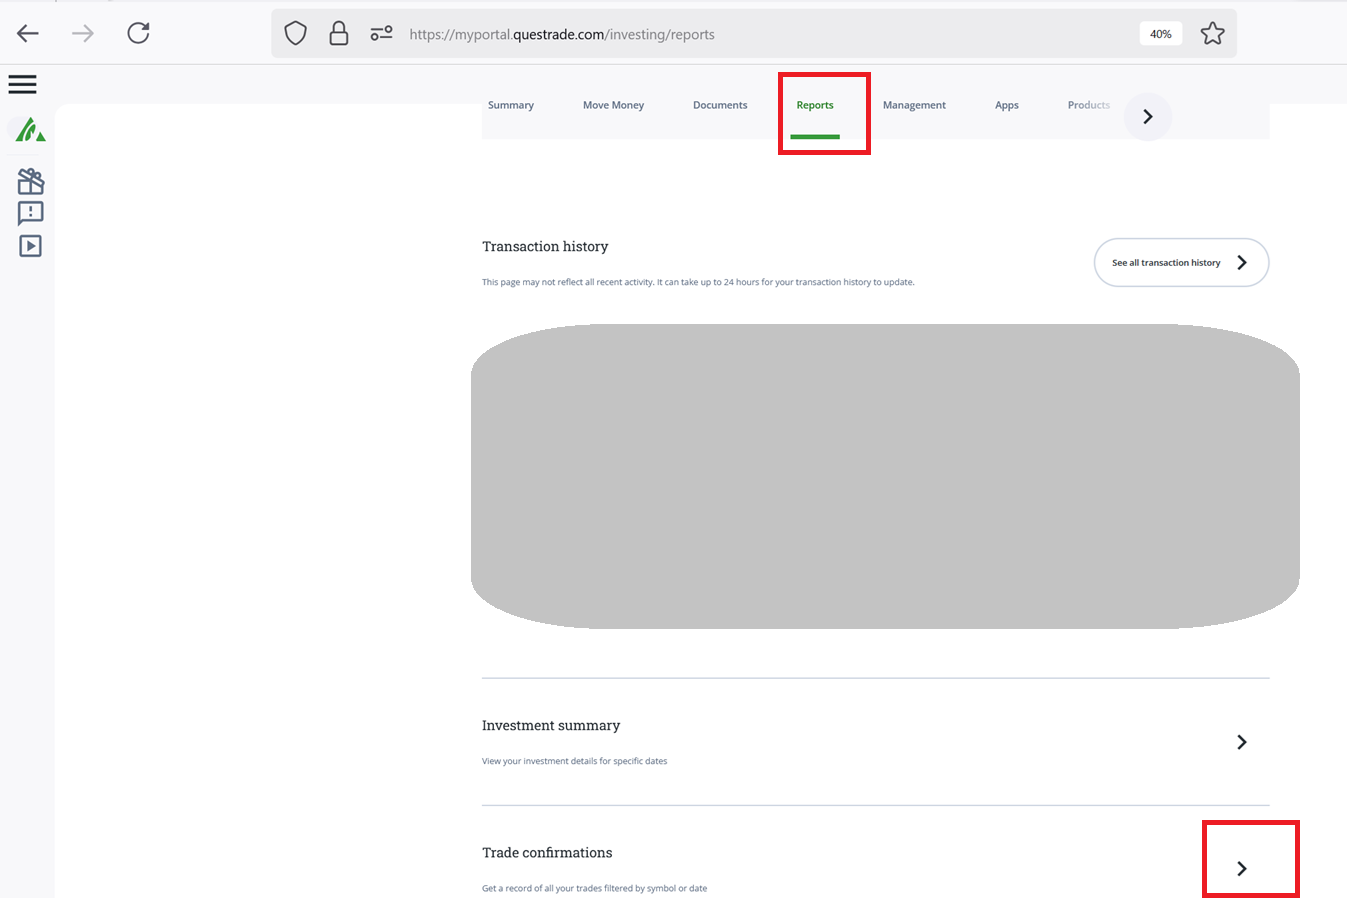 https://myportal.questrade.com/investing/reports
40%
Summary Move Money Documents Reports Management Apps Products
Transaction history
This page may not reflect all recent activity. It can take up to 24 hours for your transaction history to update.
See all transaction history
Investment summary
View your investment details for specific dates
Trade confirmations
Get a record of all your trades filtered by symbol or date